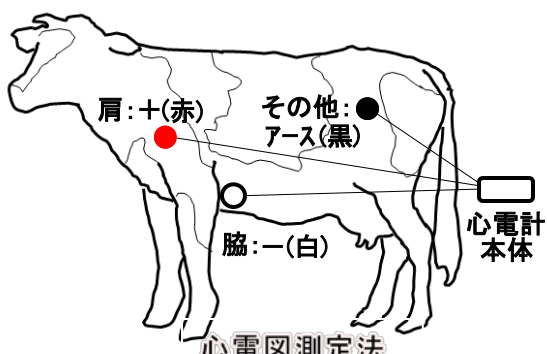 肩:＋(赤)
その他:
アース(黒)
脇:ー(白)
心電計
本体
心電図測定法